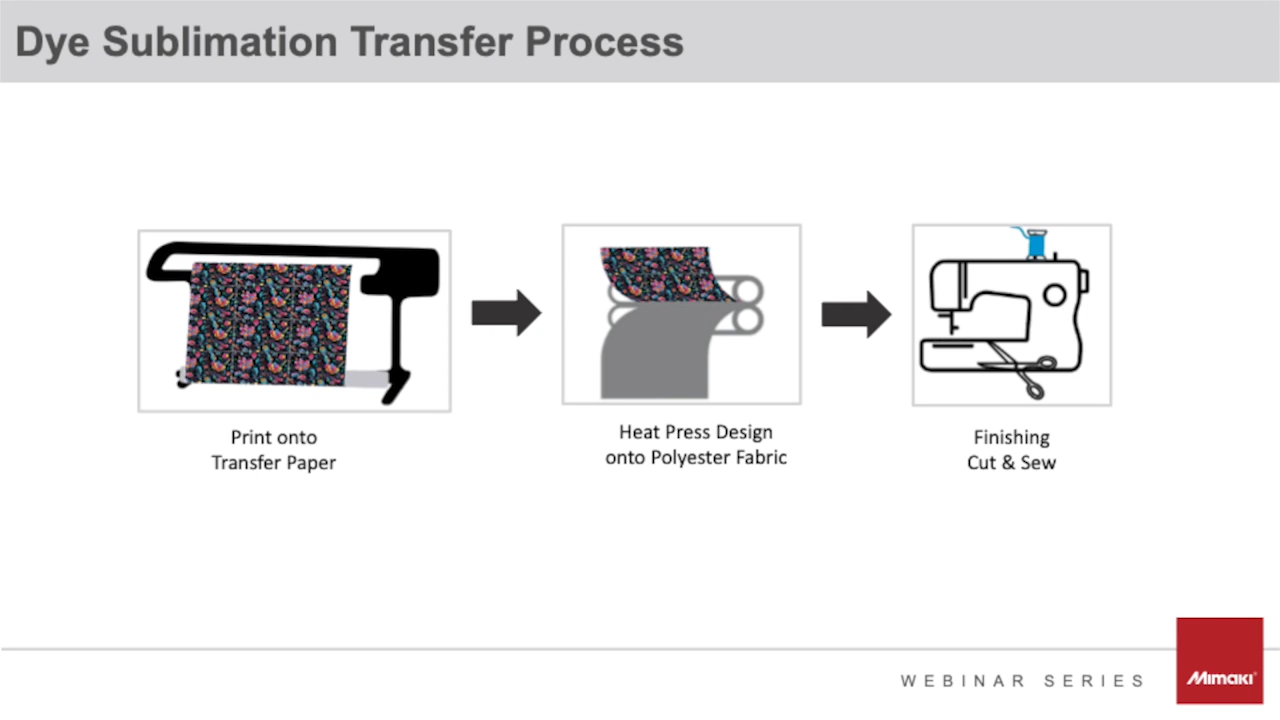 Dye Sublimation Transfer Process
Print onto
Transfer Paper
Heat Press Design
onto Polyester Fabric
Finishing
Cut & Sew
WEBINAR SERIES
Mimaki